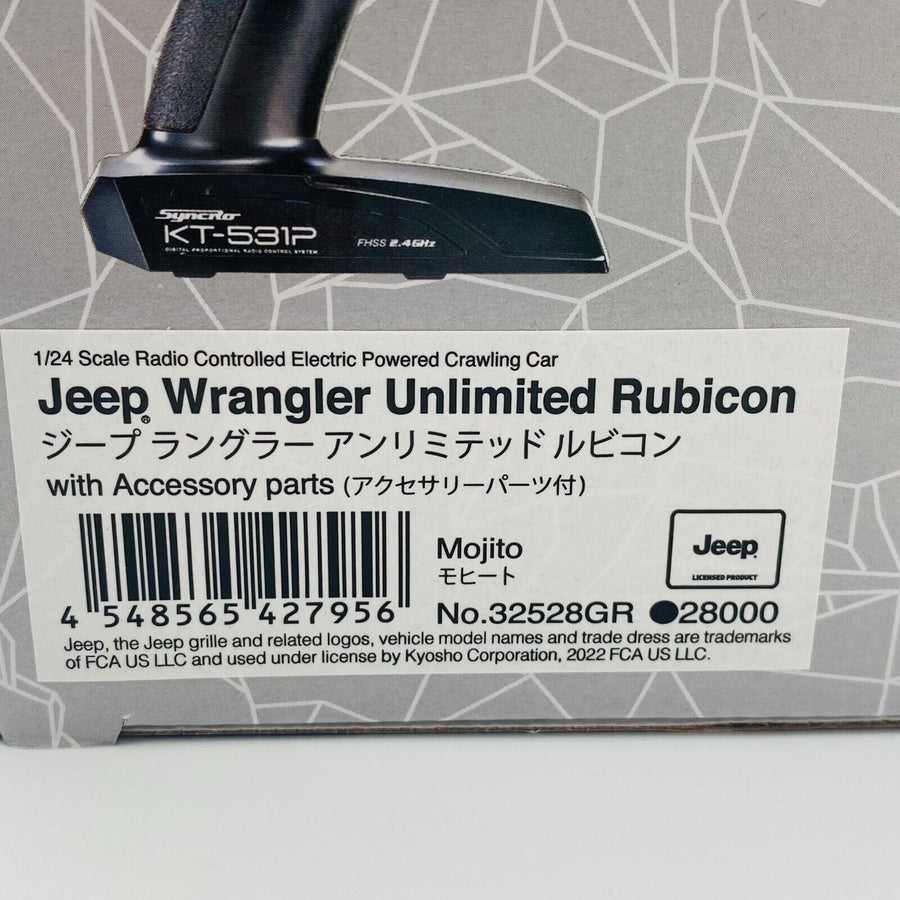 SYNCRO
KT-531P
DIGITAL PROPORTIONAL RADIO CONTROL SYSTEM
FHSS 2.4GHz
1/24 Scale Radio Controlled Electric Powered Crawling Car
Jeep® Wrangler Unlimited Rubicon
ジープ ラングラー アンリミテッド ルビコン
with Accessory parts (アクセサリーパーツ付)
Mojito
モヒート
Jeep®
LICENSED PRODUCT
4 548565 427956
No.32528GR ●28000
Jeep, the Jeep grille and related logos, vehicle model names and trade dress are trademarks
of FCA US LLC and used under license by Kyosho Corporation, 2022 FCA US LLC.